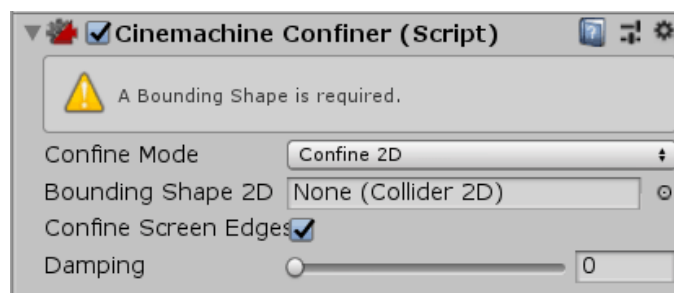 Cinemachine Confiner (Script)
A Bounding Shape is required.
Confine Mode Confine 2D
Bounding Shape 2D None (Collider 2D)
Confine Screen Edges
Damping 0